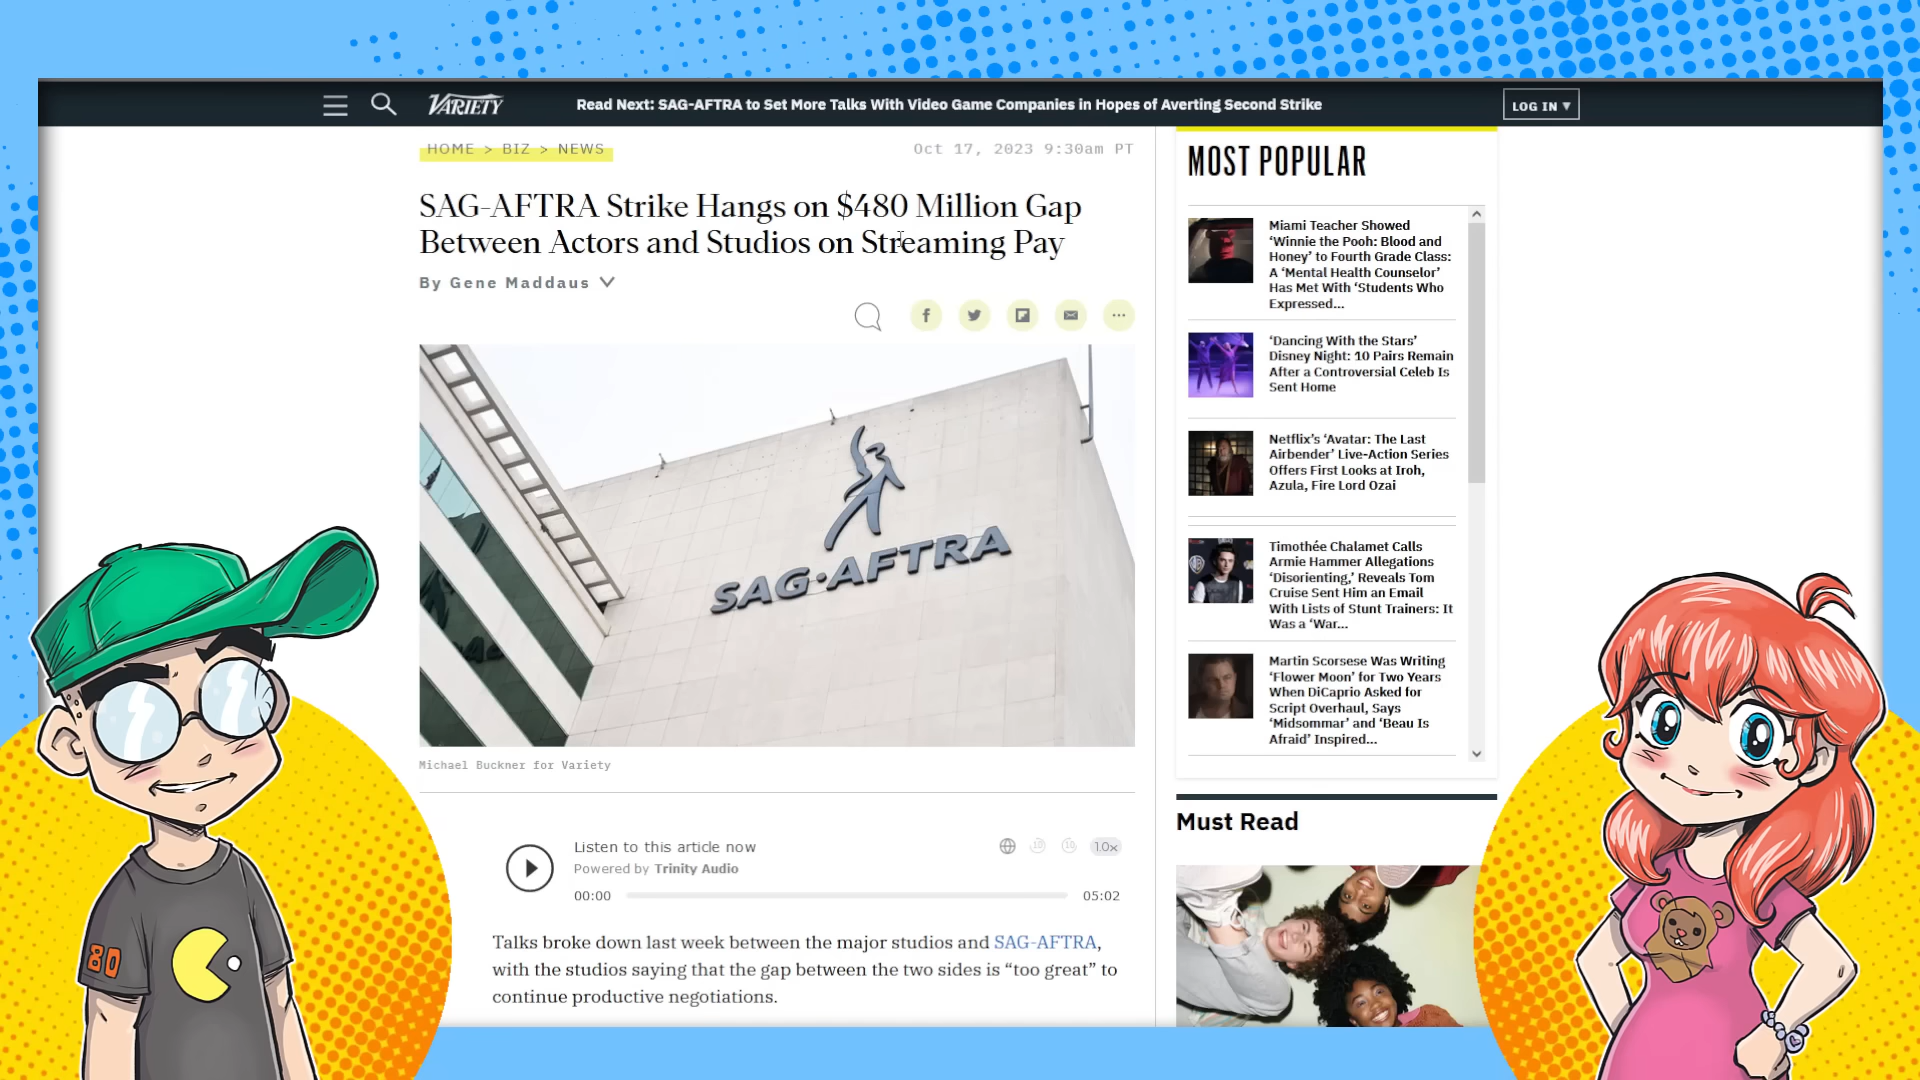 VARIETY
Read Next: SAG-AFTRA to Set More Talks With Video Game Companies in Hopes of Averting Second Strike
LOG IN ▾
HOME > BIZ > NEWS
Oct 17, 2023 9:30am PT
SAG-AFTRA Strike Hangs on $480 Million Gap
Between Actors and Studios on Streaming Pay
By Gene Maddaus
SAG·AFTRA
Michael Buckner for Variety
Listen to this article now
Powered by Trinity Audio
10
10
1.0x
00:00
05:02
Talks broke down last week between the major studios and SAG-AFTRA,
with the studios saying that the gap between the two sides is “too great” to
continue productive negotiations.
MOST POPULAR
Miami Teacher Showed
‘Winnie the Pooh: Blood and
Honey’ to Fourth Grade Class:
A ‘Mental Health Counselor’
Has Met With ‘Students Who
Expressed...
‘Dancing With the Stars’
Disney Night: 10 Pairs Remain
After a Controversial Celeb Is
Sent Home
Netflix’s ‘Avatar: The Last
Airbender’ Live-Action Series
Offers First Looks at Iroh,
Azula, Fire Lord Ozai
Timothée Chalamet Calls
Armie Hammer Allegations
‘Disorienting,’ Reveals Tom
Cruise Sent Him an Email
With Lists of Stunt Trainers: It
Was a ‘War...
Martin Scorsese Was Writing
‘Flower Moon’ for Two Years
When DiCaprio Asked for
Script Overhaul, Says
‘Midsommar’ and ‘Beau Is
Afraid’ Inspired...
Must Read
80